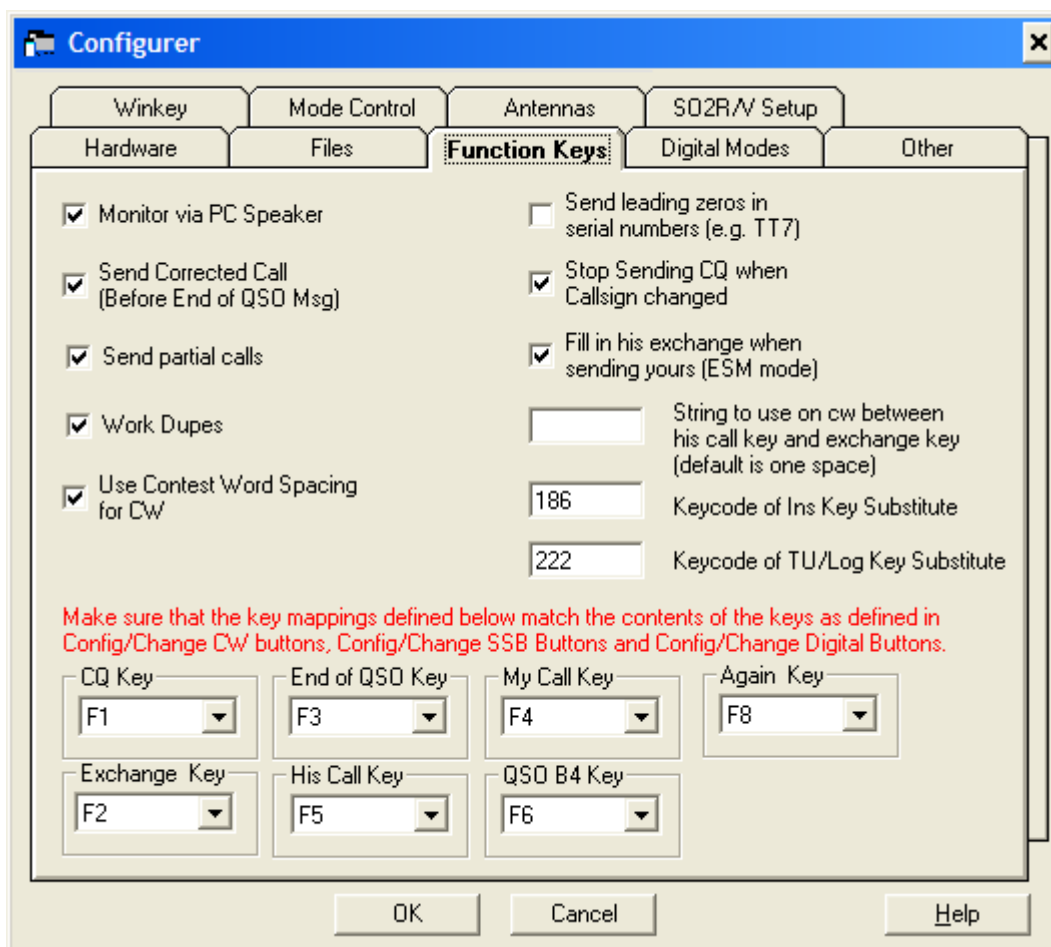 Configurer
Winkey
Mode Control
Antennas
SO2R/V Setup
Hardware
Files
Function Keys
Digital Modes
Other
Monitor via PC Speaker
Send Corrected Call
(Before End of QSO Msg)
Send partial calls
Work Dupes
Use Contest Word Spacing
for CW
Send leading zeros in
serial numbers (e.g. TT7)
Stop Sending CQ when
Callsign changed
Fill in his exchange when
sending yours (ESM mode)
String to use on cw between
his call key and exchange key
(default is one space)
186
Keycode of Ins Key Substitute
222
Keycode of TU/Log Key Substitute
Make sure that the key mappings defined below match the contents of the keys as defined in
Config/Change CW buttons, Config/Change SSB Buttons and Config/Change Digital Buttons.
CQ Key
F1
End of QSO Key
F3
My Call Key
F4
Again Key
F8
Exchange Key
F2
His Call Key
F5
QSO B4 Key
F6
OK
Cancel
Help